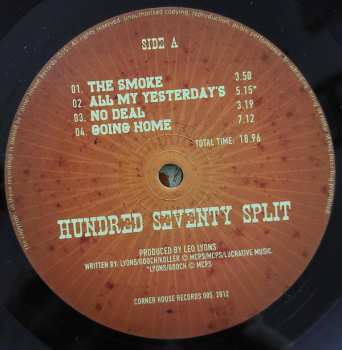 SIDE A
01. THE SMOKE 3.50
02. ALL MY YESTERDAY'S 5.15*
03. NO DEAL 3.19
04. GOING HOME 7.12
TOTAL TIME: 18.96
HUNDRED SEVENTY SPLIT
PRODUCED BY LEO LYONS
WRITTEN BY: LYONS/GOOCH/KOLLER © MCPS/MCPS/LUCRATIVE MUSIC
*LYONS/GOOCH © MCPS
CORNER HOUSE RECORDS 005. 2012